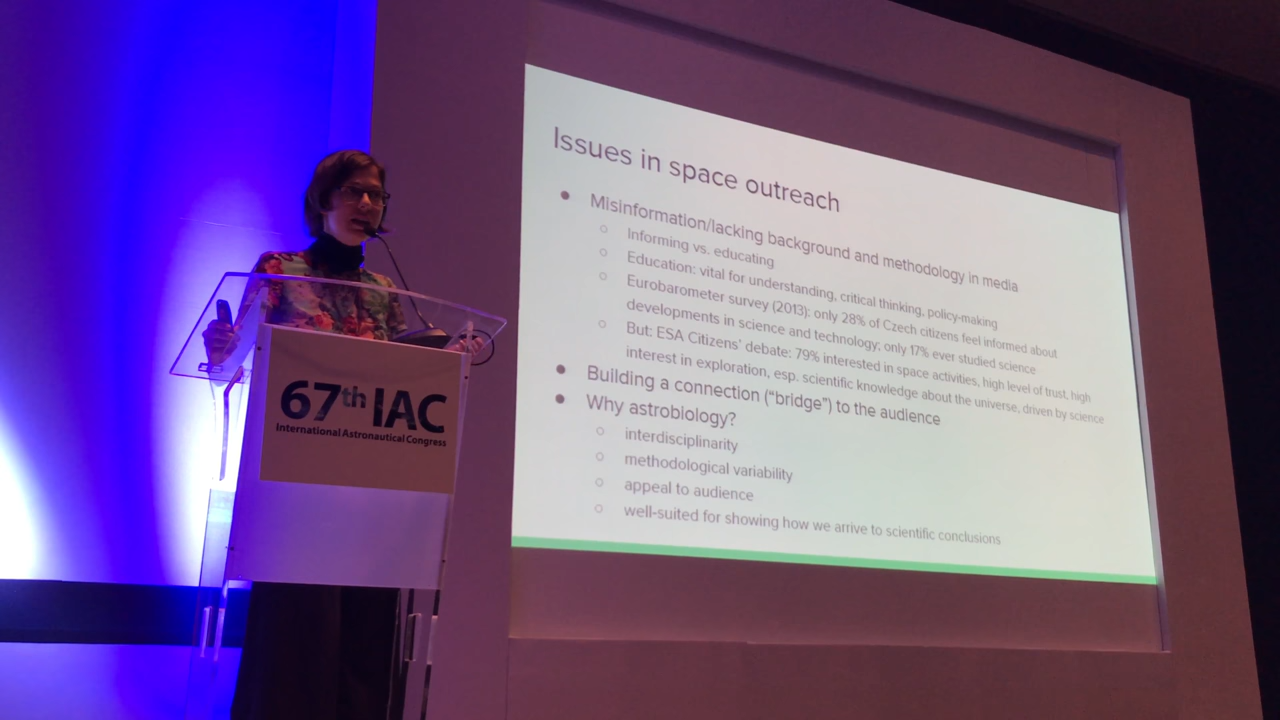 Issues in space outreach
Misinformation/lacking background and methodology in media
Informing vs. educating
Education: vital for understanding, critical thinking, policy-making
Eurobarometer survey (2013): only 28% of Czech citizens feel informed about
developments in science and technology; only 17% ever studied science
But: ESA Citizens' debate: 79% interested in space activities, high level of trust, high
interest in exploration, esp. scientific knowledge about the universe, driven by science
Building a connection ("bridge") to the audience
Why astrobiology?
interdisciplinarity
methodological variability
appeal to audience
well-suited for showing how we arrive to scientific conclusions
67th IAC
International Astronautical Congress